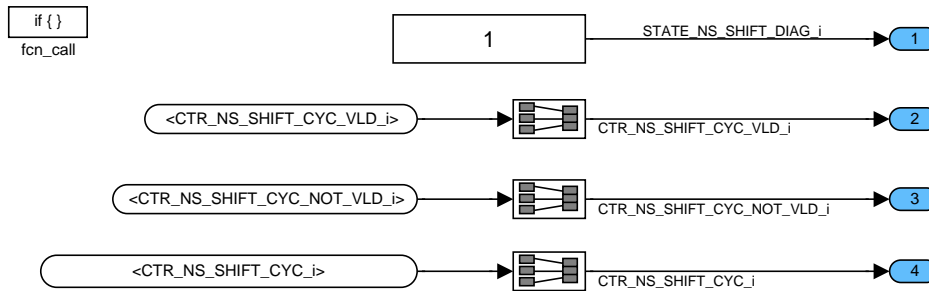 if { }
fcn_call
1
STATE_NS_SHIFT_DIAG_i
1
<CTR_NS_SHIFT_CYC_VLD_i>
CTR_NS_SHIFT_CYC_VLD_i
2
<CTR_NS_SHIFT_CYC_NOT_VLD_i>
CTR_NS_SHIFT_CYC_NOT_VLD_i
3
<CTR_NS_SHIFT_CYC_i>
CTR_NS_SHIFT_CYC_i
4